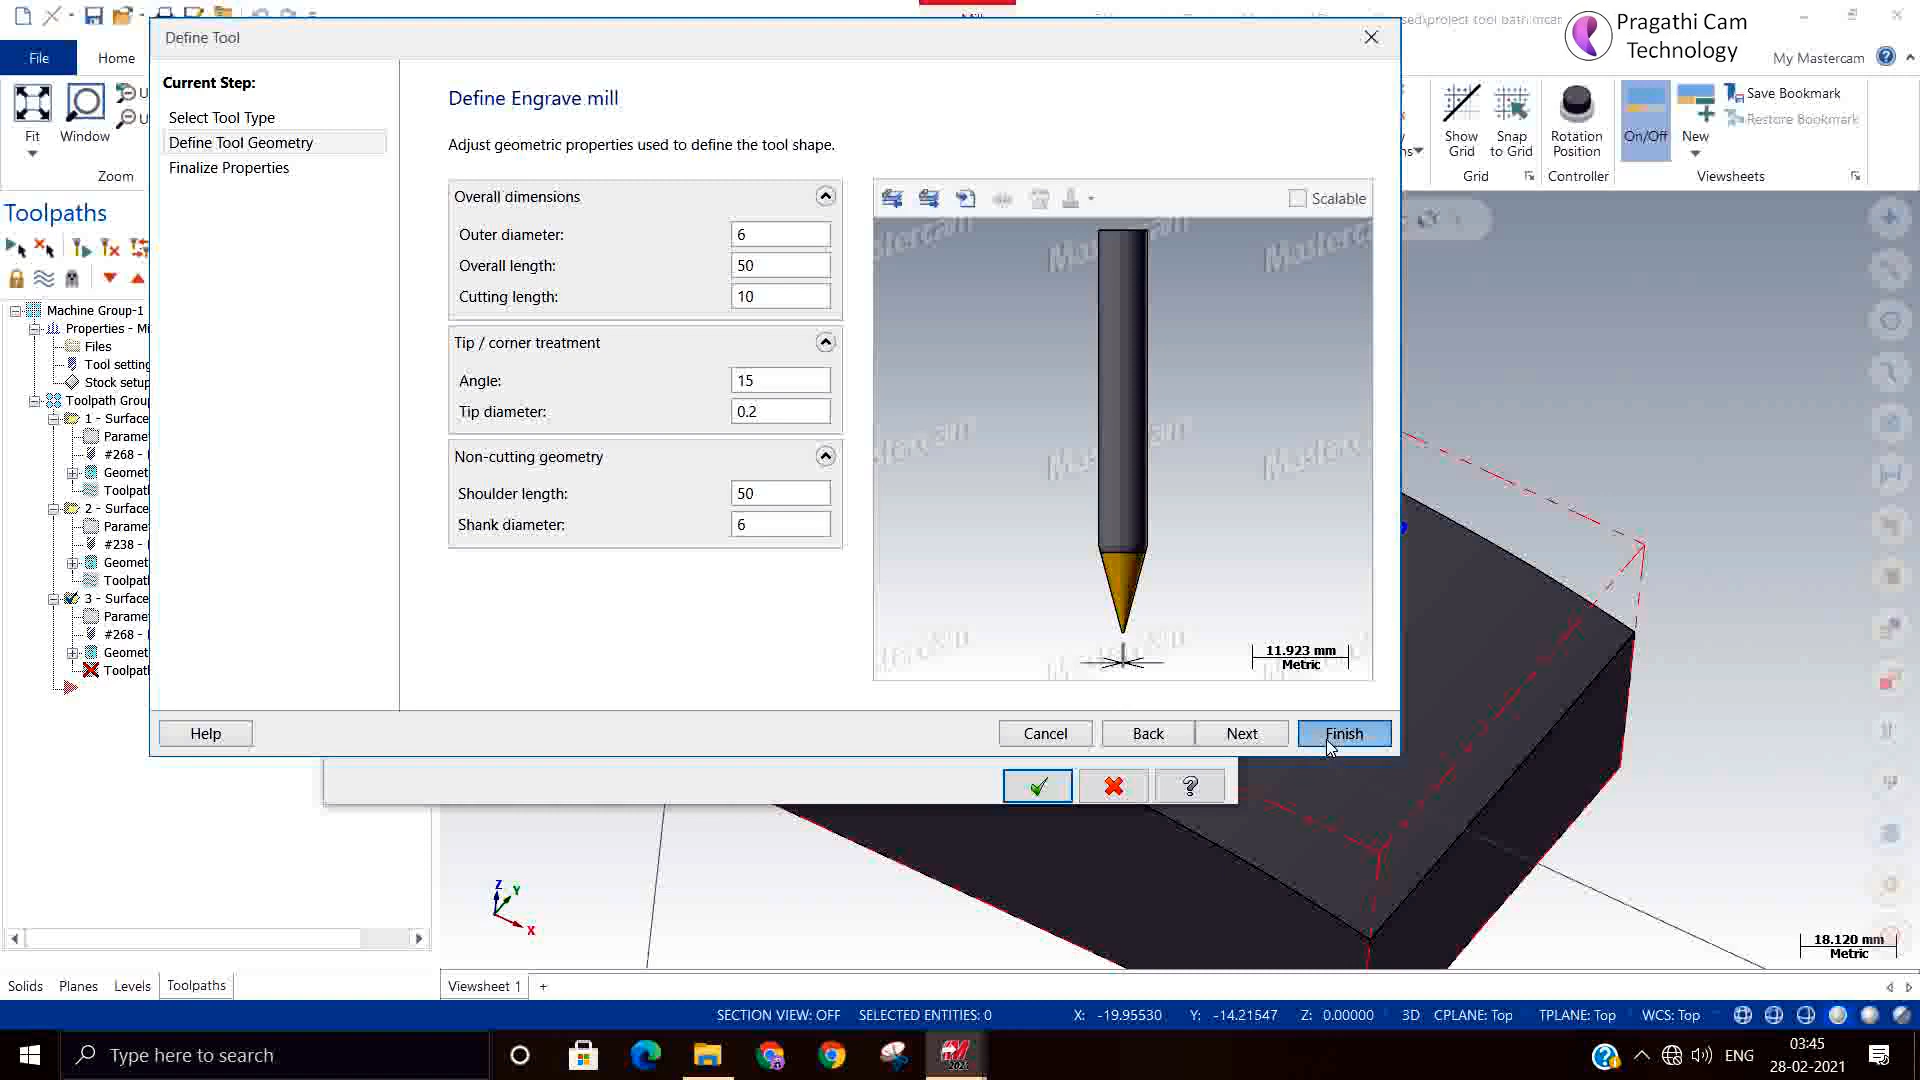 Define Tool
Pragathi Cam
Technology
File
Home
My Mastercam
Current Step:
Select Tool Type
Define Tool Geometry
Finalize Properties
Define Engrave mill
Adjust geometric properties used to define the tool shape.
Fit
Window
Zoom
Show
Grid
Snap
to Grid
Grid
Rotation
Position
Controller
On/Off
New
Save Bookmark
Restore Bookmark
Viewsheets
Overall dimensions
Outer diameter: 6
Overall length: 50
Cutting length: 10
Tip / corner treatment
Angle: 15
Tip diameter: 0.2
Non-cutting geometry
Shoulder length: 50
Shank diameter: 6
Scalable
11.923 mm
Metric
Toolpaths
Machine Group-1
Properties - Mi
Files
Tool setting
Stock setup
Toolpath Group
1 - Surface
Parame
#268 -
Geomet
Toolpath
2 - Surface
Parame
#238 -
Geomet
Toolpath
3 - Surface
Parame
#268 -
Geomet
Toolpath
Help
Cancel
Back
Next
Finish
Z
Y
X
18.120 mm
Metric
Solids
Planes
Levels
Toolpaths
Viewsheet 1
+
SECTION VIEW: OFF
SELECTED ENTITIES: 0
X: -19.95530
Y: -14.21547
Z: 0.00000
3D
CPLANE: Top
TPLANE: Top
WCS: Top
Type here to search
ENG
03:45
28-02-2021